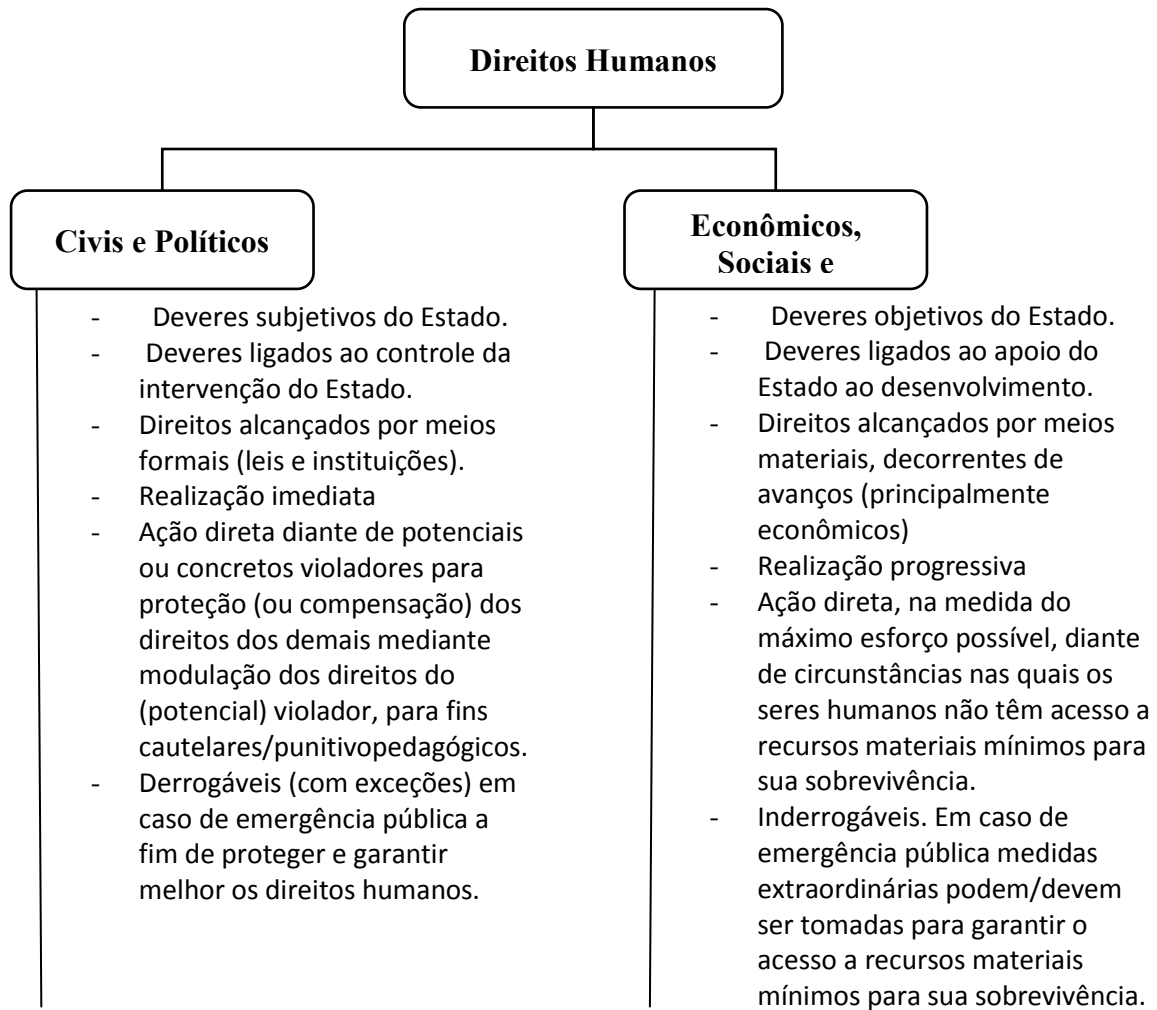 Direitos Humanos
Civis e Políticos
- Deveres subjetivos do Estado.
- Deveres ligados ao controle da
intervenção do Estado.
- Direitos alcançados por meios
formais (leis e instituições).
- Realização imediata
- Ação direta diante de potenciais
ou concretos violadores para
proteção (ou compensação) dos
direitos dos demais mediante
modulação dos direitos do
(potencial) violador, para fins
cautelares/punitivopedagógicos.
- Derrogáveis (com exceções) em
caso de emergência pública a
fim de proteger e garantir
melhor os direitos humanos.
Econômicos,
Sociais e
- Deveres objetivos do Estado.
- Deveres ligados ao apoio do
Estado ao desenvolvimento.
- Direitos alcançados por meios
materiais, decorrentes de
avanços (principalmente
econômicos)
- Realização progressiva
- Ação direta, na medida do
máximo esforço possível, diante
de circunstâncias nas quais os
seres humanos não têm acesso a
recursos materiais mínimos para
sua sobrevivência.
- Inderrogáveis. Em caso de
emergência pública medidas
extraordinárias podem/devem
ser tomadas para garantir o
acesso a recursos materiais
mínimos para sua sobrevivência.